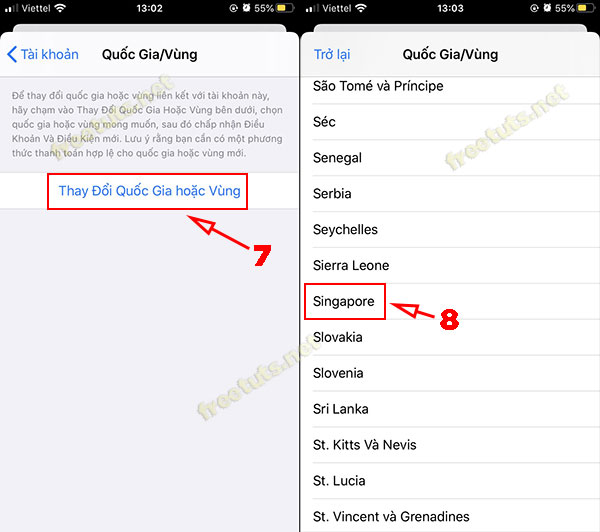 Viettel 13:02 55%
Tài khoản Quốc Gia/Vùng
Để thay đổi quốc gia hoặc vùng liên kết với tài khoản này,
hãy chạm vào Thay Đổi Quốc Gia Hoặc Vùng bên dưới, chọn
quốc gia hoặc vùng mong muốn, sau đó chấp nhận Điều
Khoản Và Điều Kiện mới. Lưu ý rằng bạn cần có một phương
thức thanh toán hợp lệ cho quốc gia hoặc vùng mới.
Thay Đổi Quốc Gia hoặc Vùng
7
freetuts.net
freetuts.net
Viettel 13:03 55%
Trở lại Quốc Gia/Vùng
São Tomé và Príncipe
Séc
Senegal
Serbia
Seychelles
Sierra Leone
Singapore
8
Slovakia
Slovenia
Sri Lanka
St. Kitts Và Nevis
St. Lucia
St. Vincent và Grenadines
freetuts.net